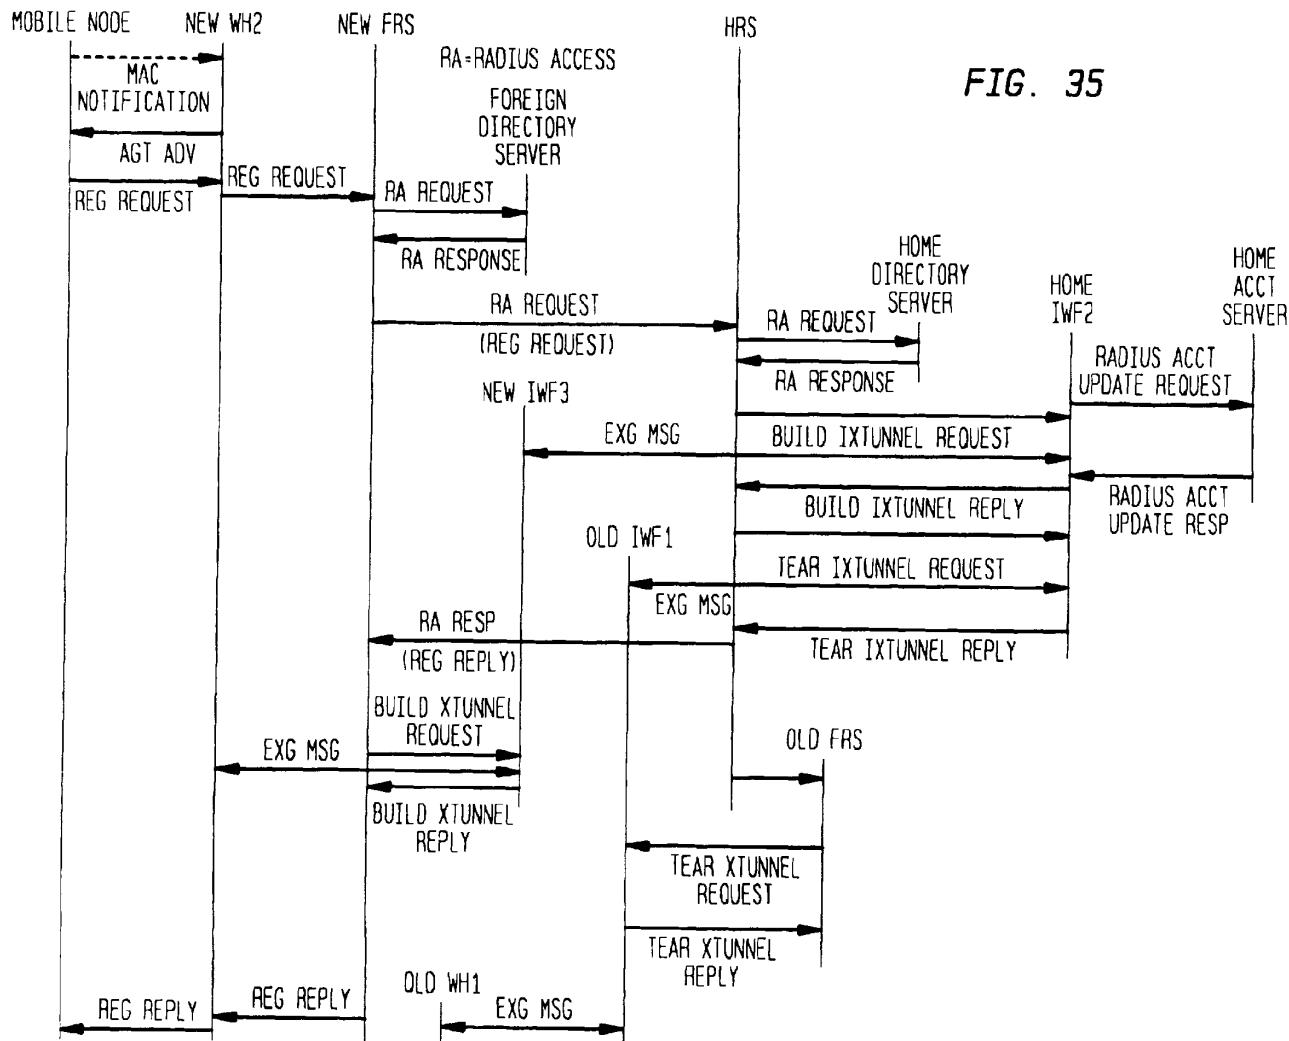 MOBILE NODE
NEW WH2
NEW FRS
HRS
RA=RADIUS ACCESS
FIG. 35
MAC
NOTIFICATION
FOREIGN
DIRECTORY
SERVER
AGT ADV
REG REQUEST
REG REQUEST
RA REQUEST
RA RESPONSE
HOME
DIRECTORY
SERVER
HOME
IWF2
HOME
ACCT
SERVER
RA REQUEST
(REG REQUEST)
RA REQUEST
RA RESPONSE
RADIUS ACCT
UPDATE REQUEST
NEW IWF3
EXG MSG
BUILD IXTUNNEL REQUEST
BUILD IXTUNNEL REPLY
RADIUS ACCT
UPDATE RESP
OLD IWF1
TEAR IXTUNNEL REQUEST
EXG MSG
RA RESP
(REG REPLY)
TEAR IXTUNNEL REPLY
BUILD XTUNNEL
REQUEST
EXG MSG
OLD FRS
BUILD XTUNNEL
REPLY
TEAR XTUNNEL
REQUEST
TEAR XTUNNEL
REPLY
OLD WH1
REG REPLY
REG REPLY
EXG MSG